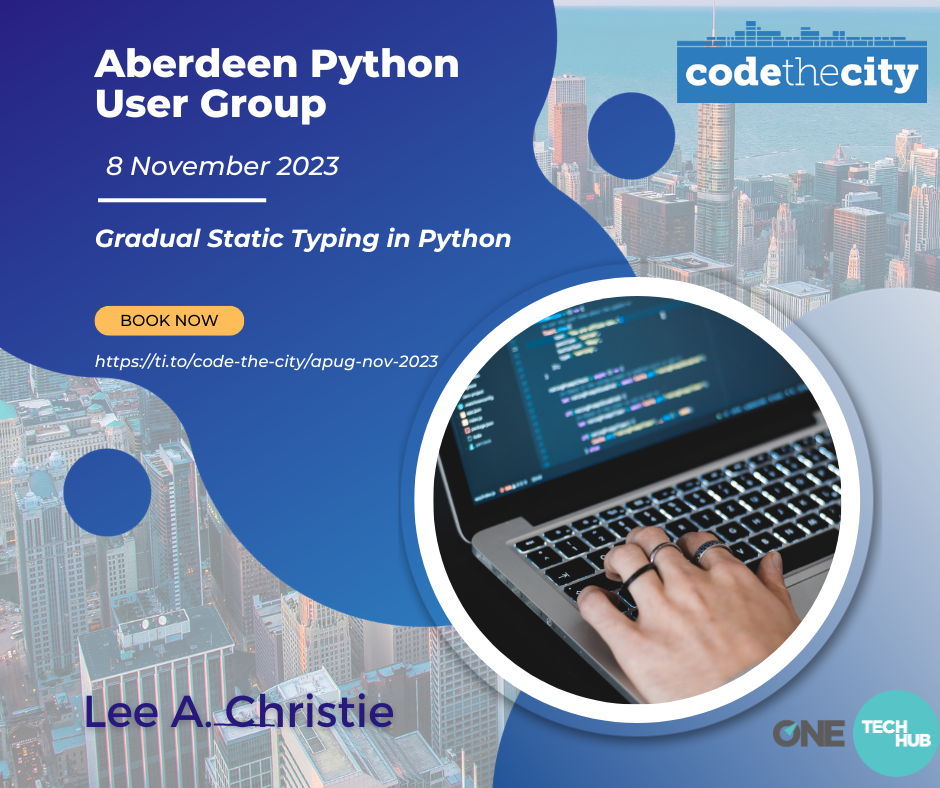 Aberdeen Python
User Group
codethecity
8 November 2023
Gradual Static Typing in Python
BOOK NOW
https://ti.to/code-the-city/apug-nov-2023
Lee A. Christie
ONE
TECH
HUB